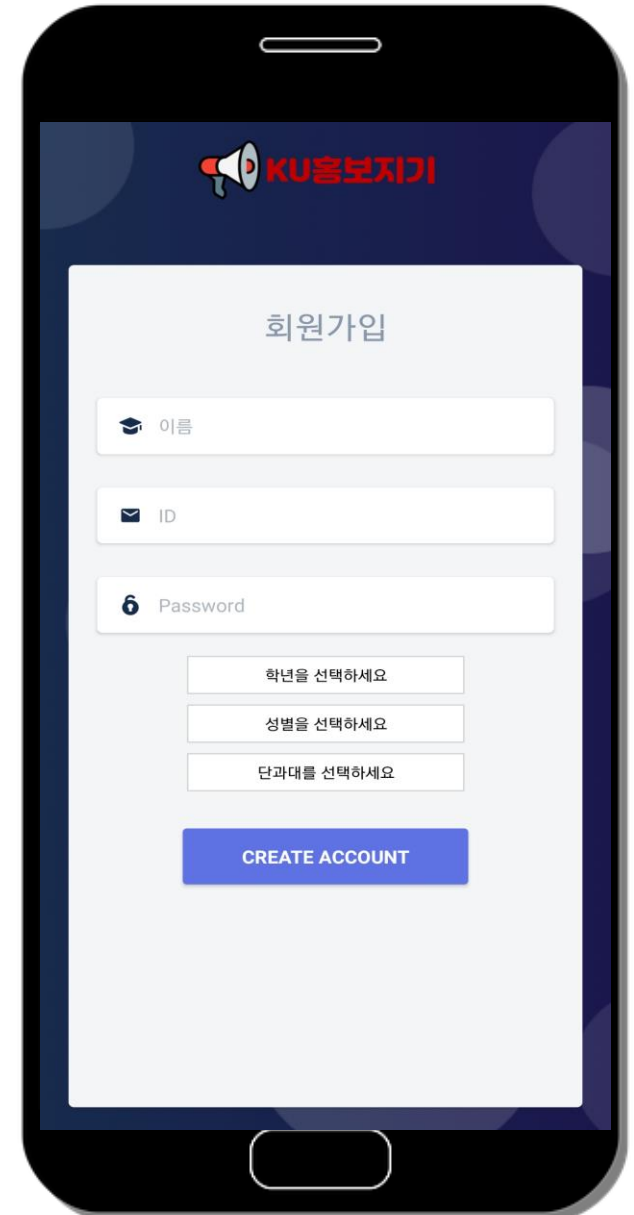 KU홍보지기
회원가입
이름
ID
Password
학년을 선택하세요
성별을 선택하세요
단과대를 선택하세요
CREATE ACCOUNT